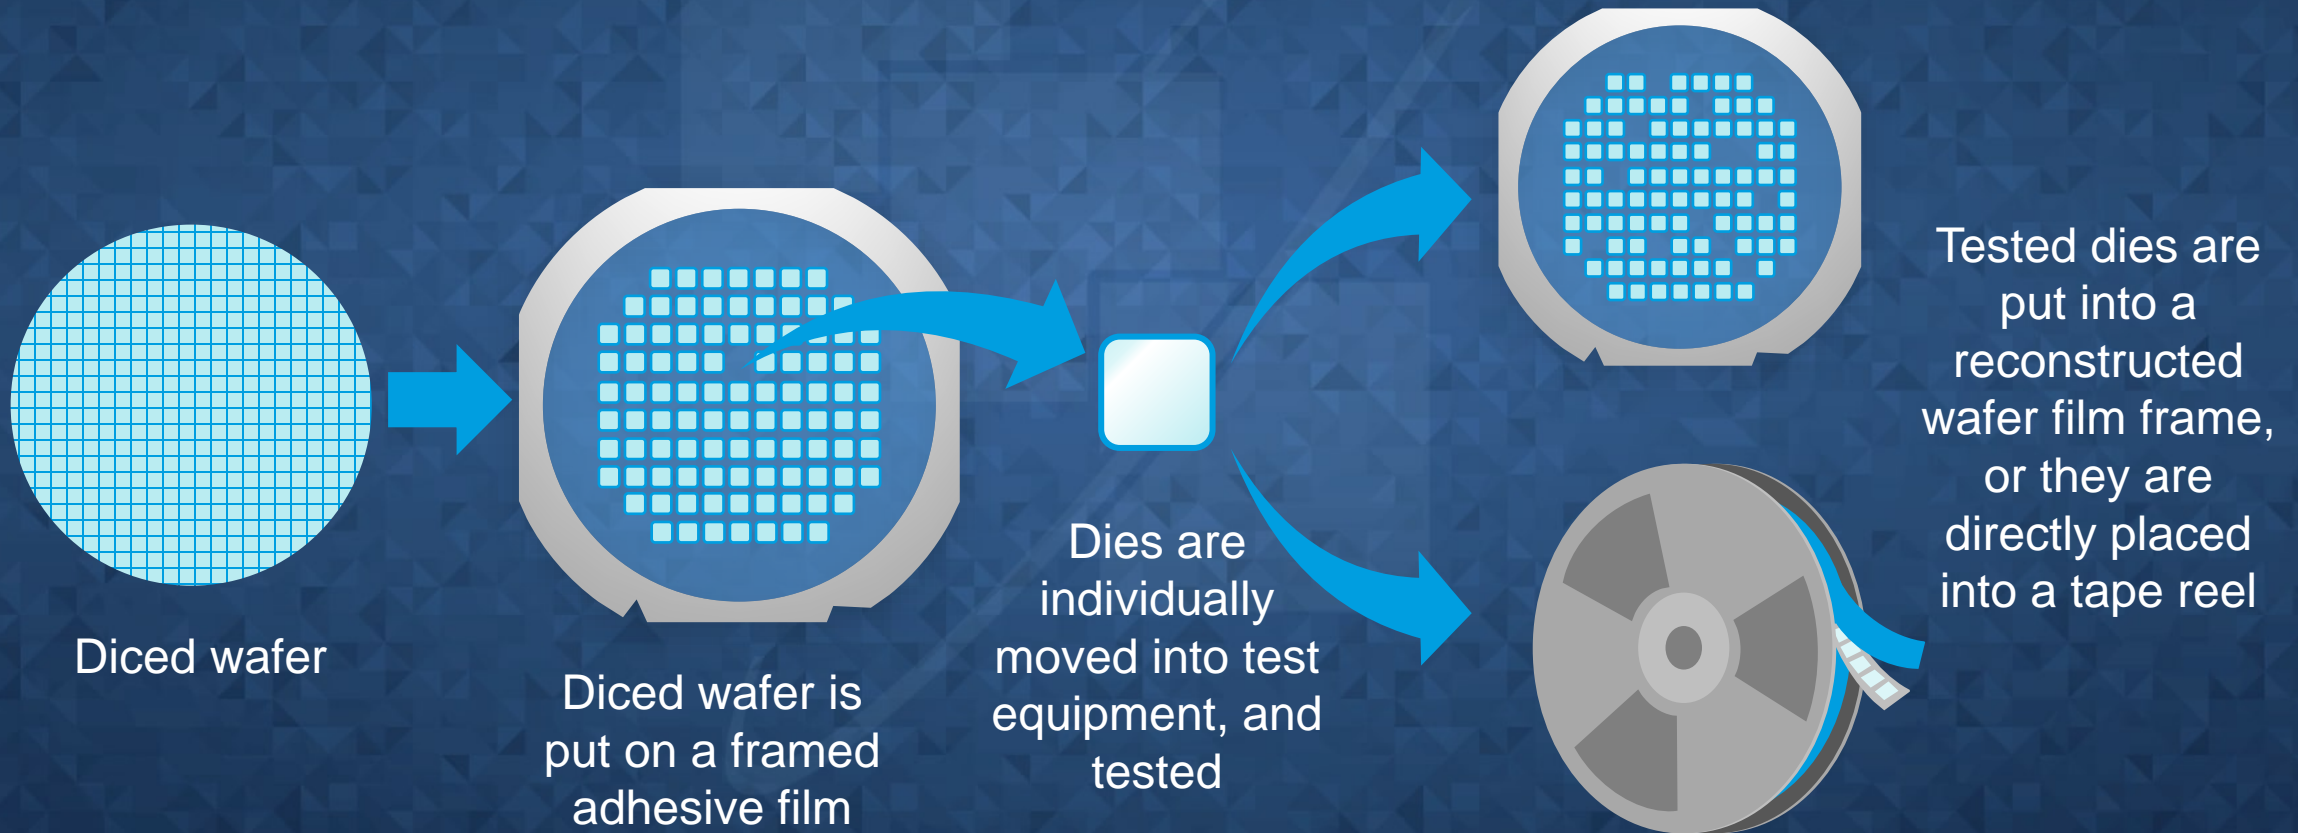 Diced wafer
Diced wafer is
put on a framed
adhesive film
Dies are
individually
moved into test
equipment, and
tested
Tested dies are
put into a
reconstructed
wafer film frame,
or they are
directly placed
into a tape reel